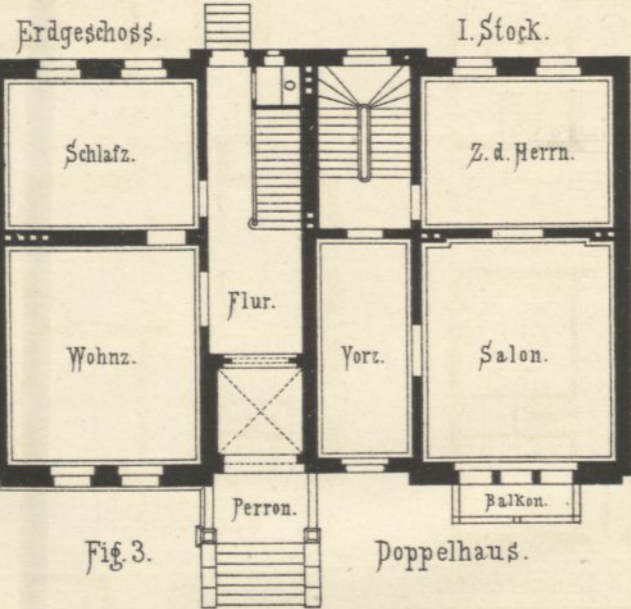 Erdgeschoss.
I. Stock.
Schlafz.
Z. d. Herrn.
Flur.
Wohnz.
Vorz.
Salon.
Perron.
Balkon.
Fig. 3.
Doppelhaus.